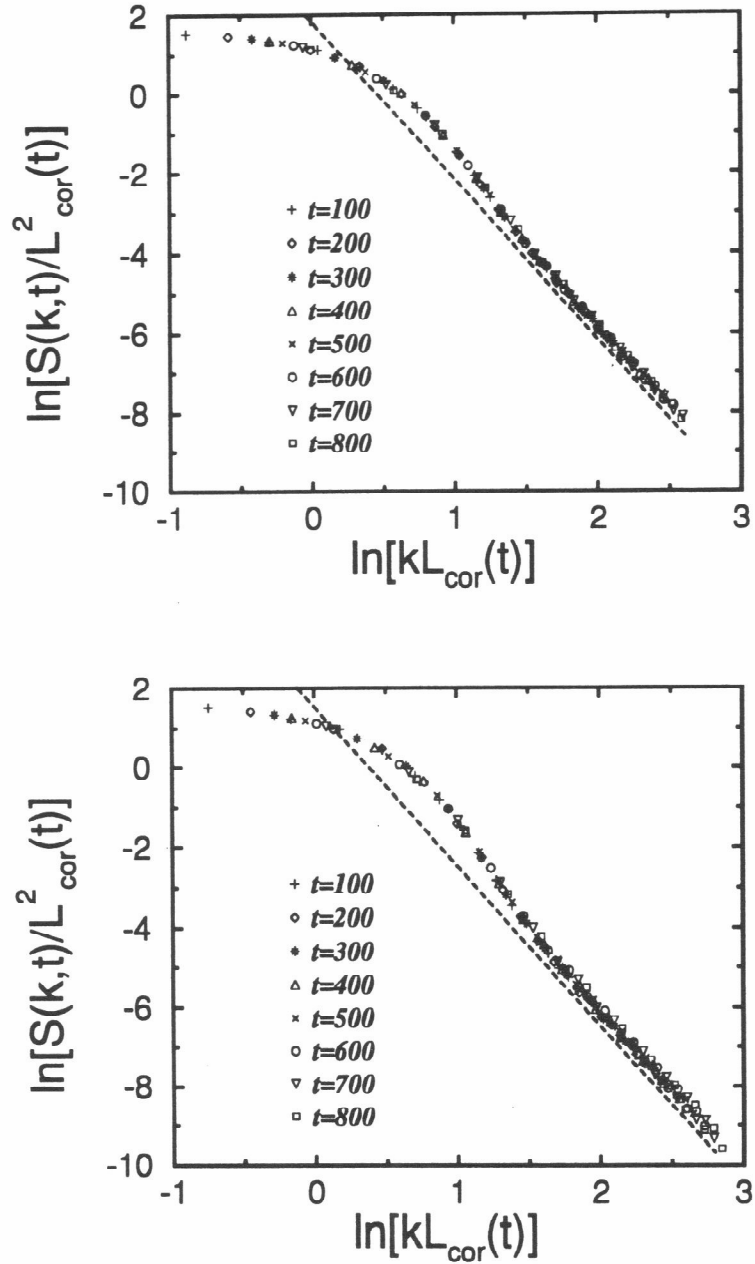 2
0
-2
-4
-6
-8
-10
ln[S(k,t)/L²cor(t)]
+ t=100
◇ t=200
* t=300
△ t=400
× t=500
○ t=600
▽ t=700
□ t=800
-1 0 1 2 3
ln[kLcor(t)]
2
0
-2
-4
-6
-8
-10
ln[S(k,t)/L²cor(t)]
+ t=100
◇ t=200
* t=300
△ t=400
× t=500
○ t=600
▽ t=700
□ t=800
-1 0 1 2 3
ln[kLcor(t)]